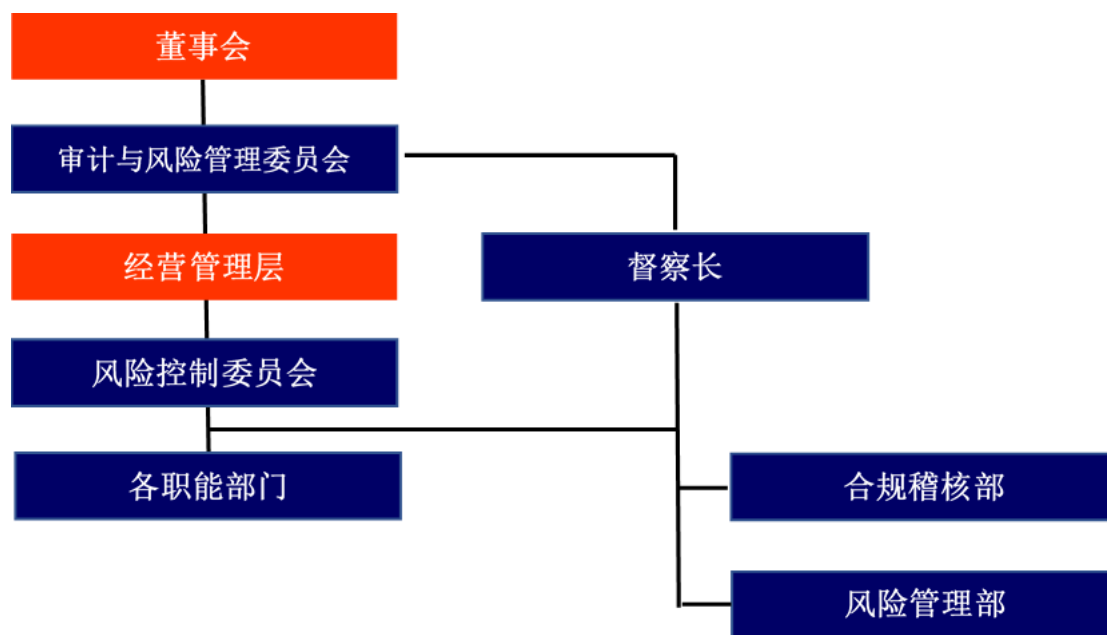 董事会
审计与风险管理委员会
经营管理层
督察长
风险控制委员会
各职能部门
合规稽核部
风险管理部